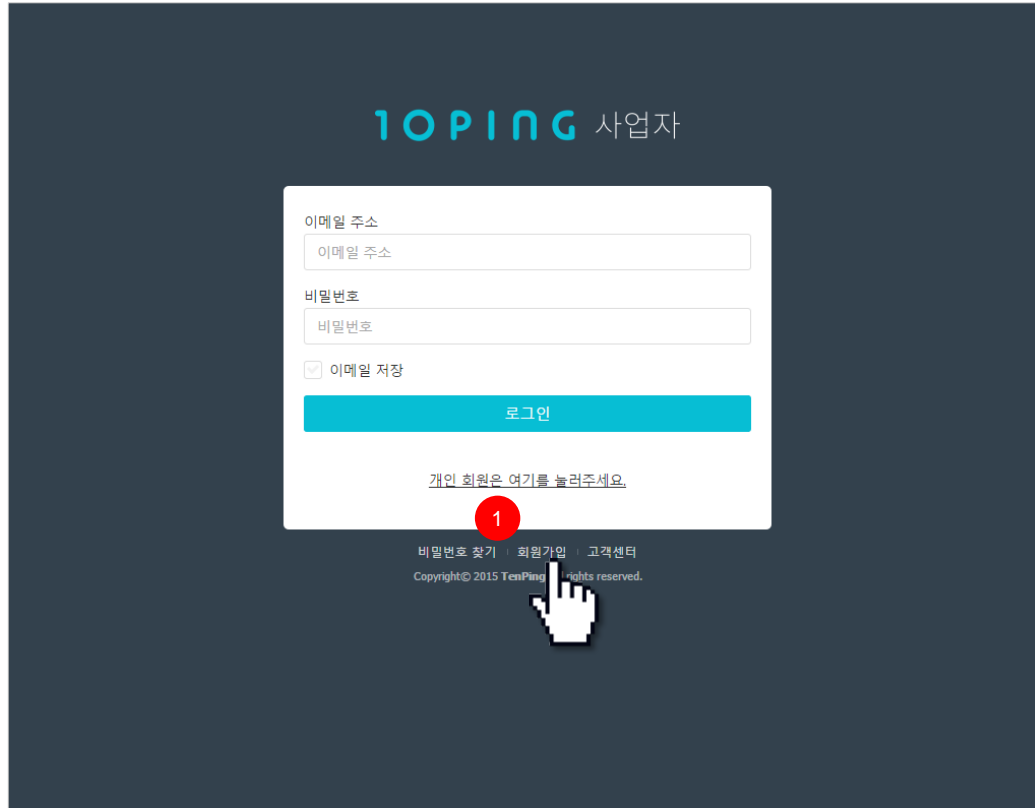 10PING 사업자
이메일 주소
이메일 주소
비밀번호
비밀번호
이메일 저장
로그인
개인 회원은 여기를 눌러주세요.
1
비밀번호 찾기 회원가입 고객센터
Copyright© 2015 TenPing rights reserved.